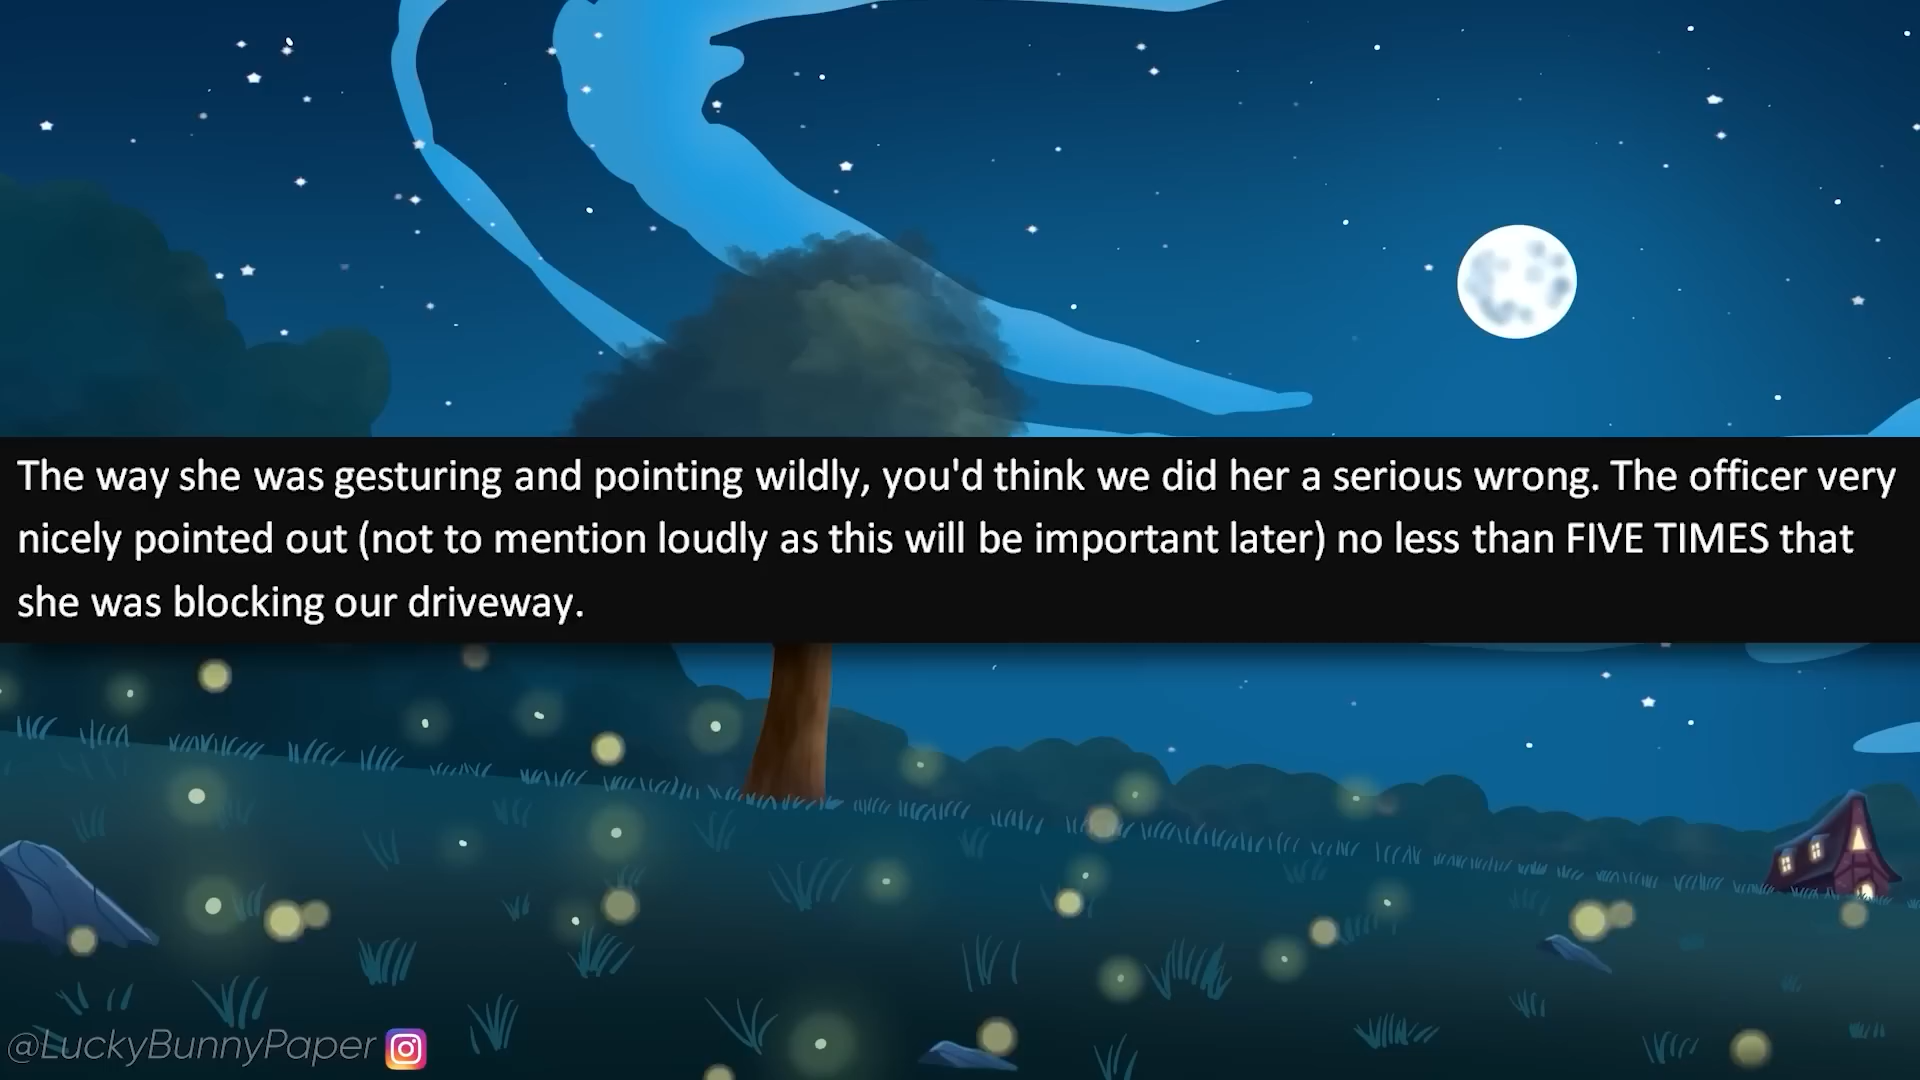 The way she was gesturing and pointing wildly, you'd think we did her a serious wrong. The officer very
nicely pointed out (not to mention loudly as this will be important later) no less than FIVE TIMES that
she was blocking our driveway.
@LuckyBunnyPaper